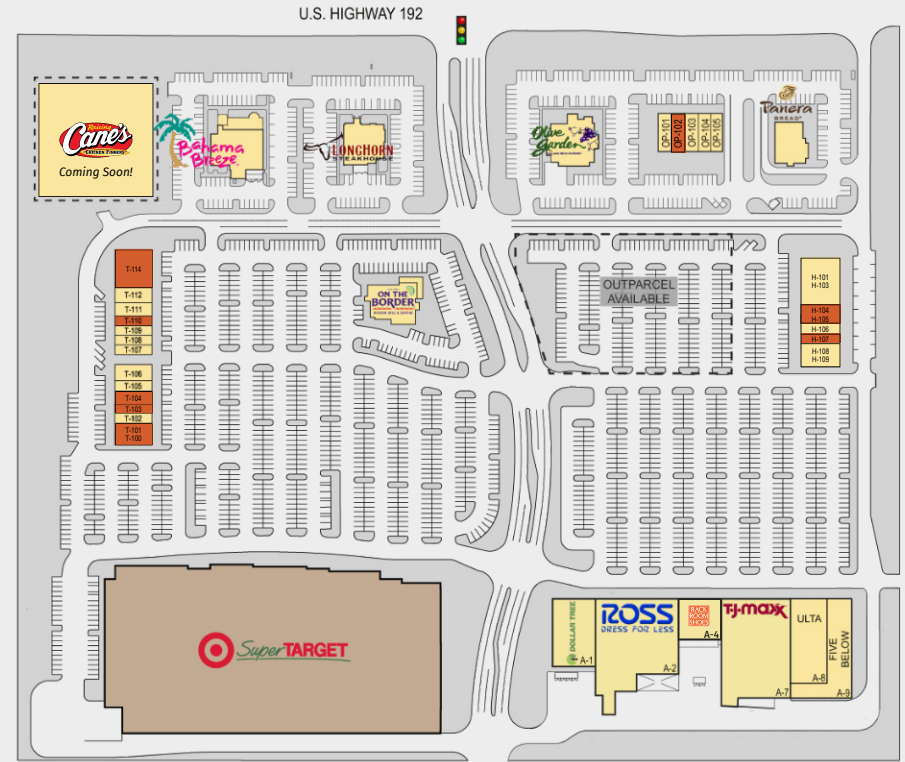 U.S. HIGHWAY 192
Raising
Cane's
CHICKEN FINGERS
Coming Soon!
Bahama
Breeze
LONGHORN
STEAKHOUSE
Olive
Garden
OP-101
OP-102
OP-103
OP-104
OP-105
Panera
BREAD
T-114
T-112
T-111
T-110
T-109
T-108
T-107
T-106
T-105
T-104
T-103
T-102
T-101
T-100
ON THE
BORDER
OUTPARCEL
AVAILABLE
H-101
H-103
H-104
H-105
H-106
H-107
H-108
H-109
SuperTARGET
DOLLAR TREE
A-1
ROSS
DRESS FOR LESS
A-2
RACK
ROOM
SHOES
A-4
T.J.maxx
A-7
ULTA
A-8
FIVE
BELOW
A-9